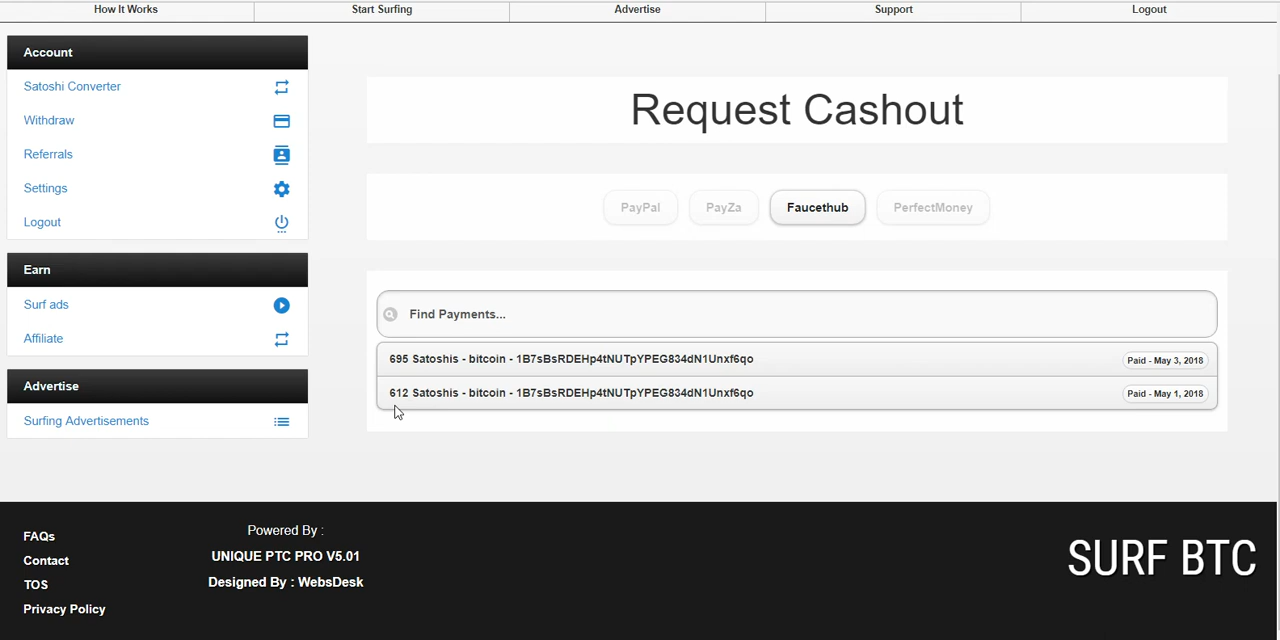 How It Works
Start Surfing
Advertise
Support
Logout
Account
Satoshi Converter
Withdraw
Referrals
Settings
Logout
Earn
Surf ads
Affiliate
Advertise
Surfing Advertisements
Request Cashout
PayPal
PayZa
Faucethub
PerfectMoney
Find Payments...
695 Satoshis - bitcoin - 1B7sBsRDEHp4tNUTpYPEG834dN1Unxf6qo
Paid - May 3, 2018
612 Satoshis - bitcoin - 1B7sBsRDEHp4tNUTpYPEG834dN1Unxf6qo
Paid - May 1, 2018
FAQs
Contact
TOS
Privacy Policy
Powered By :
UNIQUE PTC PRO V5.01
Designed By : WebsDesk
SURF BTC